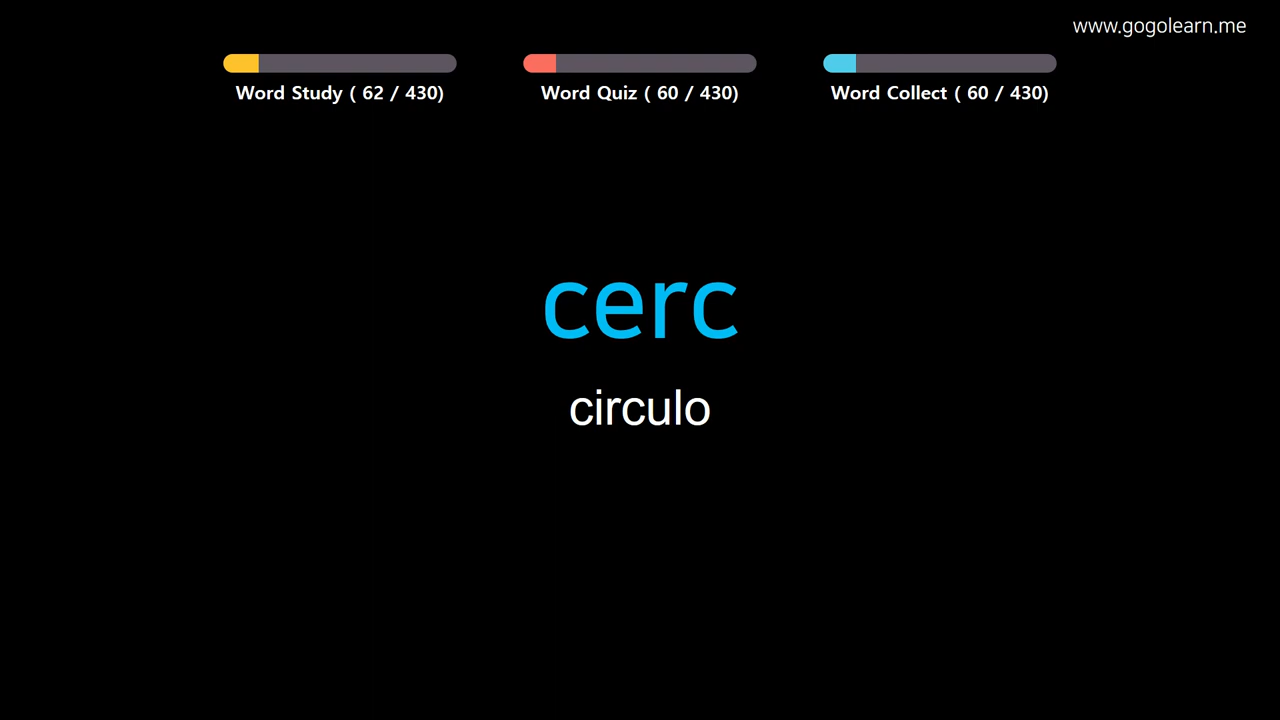 www.gogolearn.me
Word Study ( 62 / 430)
Word Quiz ( 60 / 430)
Word Collect ( 60 / 430)
cerc
circulo